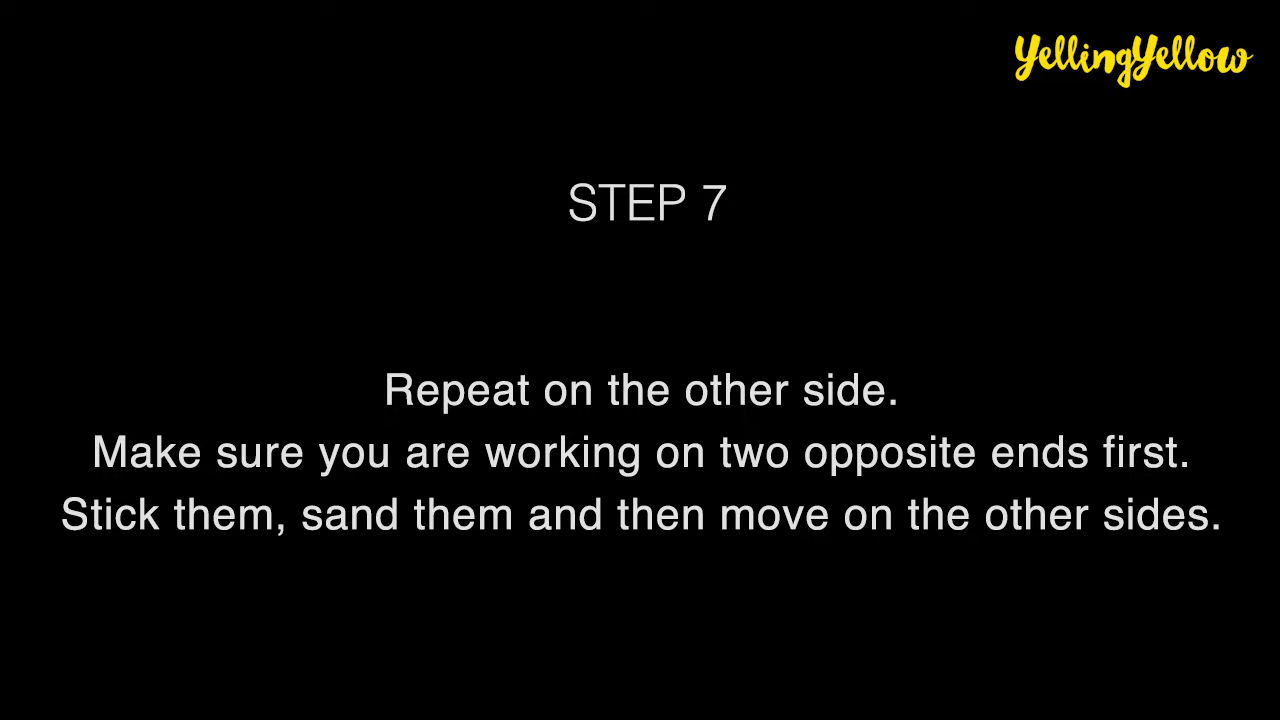 YellingYellow
STEP 7
Repeat on the other side.
Make sure you are working on two opposite ends first.
Stick them, sand them and then move on the other sides.